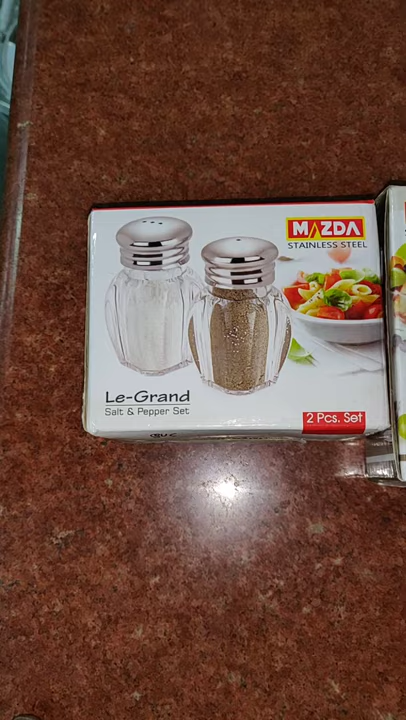 MAZDA
STAINLESS STEEL
Le-Grand
Salt & Pepper Set
2 Pcs. Set